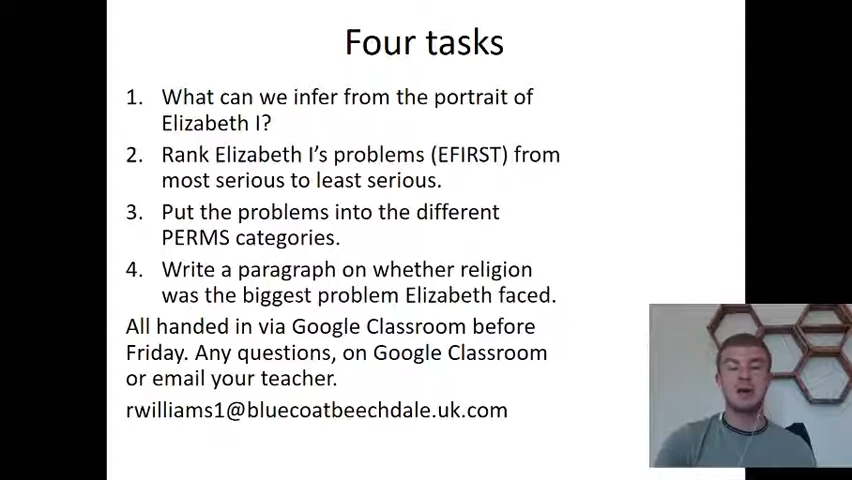 Four tasks
1. What can we infer from the portrait of
Elizabeth I?
2. Rank Elizabeth I's problems (EFIRST) from
most serious to least serious.
3. Put the problems into the different
PERMS categories.
4. Write a paragraph on whether religion
was the biggest problem Elizabeth faced.
All handed in via Google Classroom before
Friday. Any questions, on Google Classroom
or email your teacher.
rwilliams1@bluecoatbeechdale.uk.com